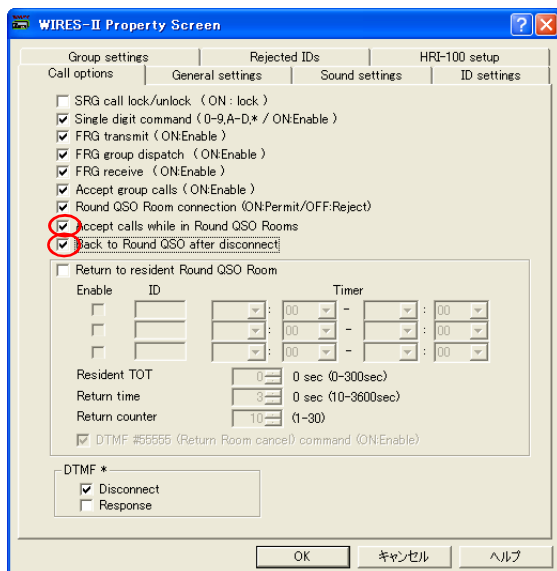 WIRES-II Property Screen
Group settings Rejected IDs HRI-100 setup
Call options General settings Sound settings ID settings
SRG call lock/unlock (ON : lock )
Single digit command ( 0-9,A-D,* / ON:Enable )
FRG transmit ( ON:Enable )
FRG group dispatch ( ON:Enable )
FRG receive ( ON:Enable )
Accept group calls ( ON:Enable )
Round QSO Room connection (ON:Permit/OFF:Reject)
Accept calls while in Round QSO Rooms
Back to Round QSO after disconnect
Return to resident Round QSO Room
Enable ID Timer
: 00 - : 00
: 00 - : 00
: 00 - : 00
Resident TOT 0 0 sec (0-300sec)
Return time 3 0 sec (10-3600sec)
Return counter 10 (1-30)
DTMF #55555 (Return Room cancel) command (ON:Enable)
DTMF *
Disconnect
Response
OK キャンセル ヘルプ